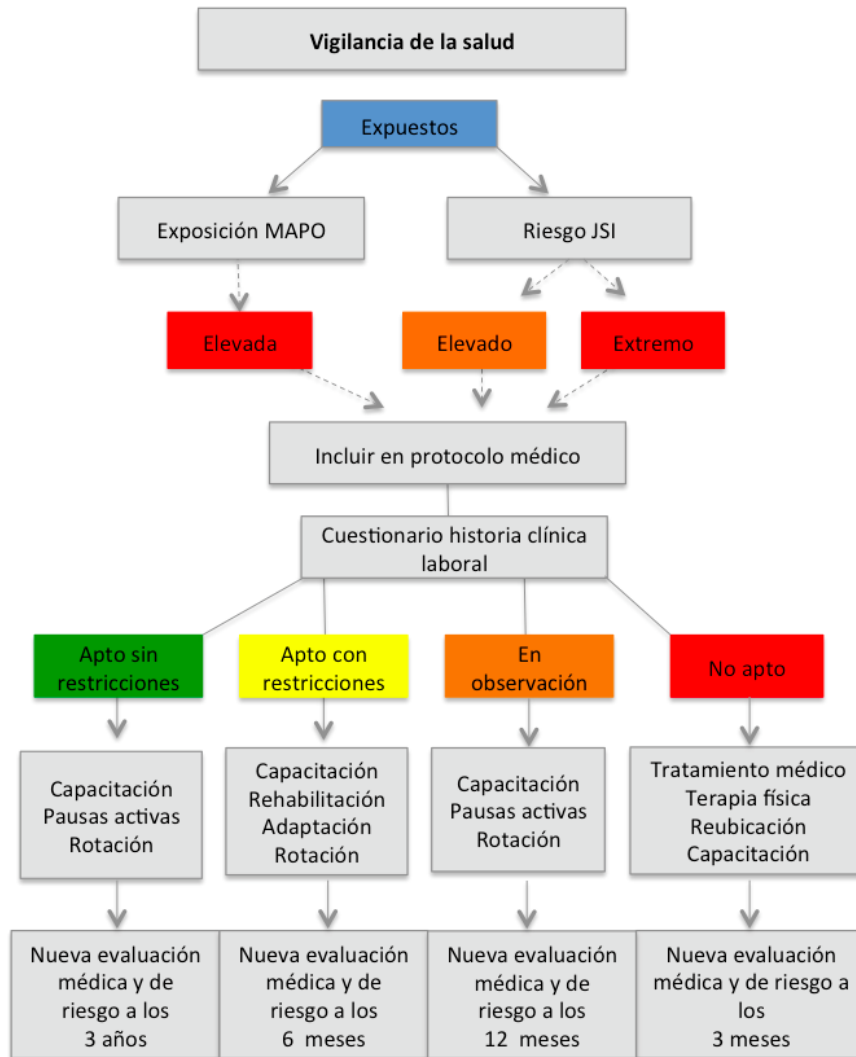 Vigilancia de la salud
Expuestos
Exposición MAPO
Riesgo JSI
Elevada
Elevado
Extremo
Incluir en protocolo médico
Cuestionario historia clínica
laboral
Apto sin
restricciones
Apto con
restricciones
En
observación
No apto
Capacitación
Pausas activas
Rotación
Capacitación
Rehabilitación
Adaptación
Rotación
Capacitación
Pausas activas
Rotación
Tratamiento médico
Terapia física
Reubicación
Capacitación
Nueva evaluación
médica y de
riesgo a los
3 años
Nueva evaluación
médica y de
riesgo a los
6 meses
Nueva evaluación
médica y de
riesgo a los
12 meses
Nueva evaluación
médica y de riesgo a
los
3 meses